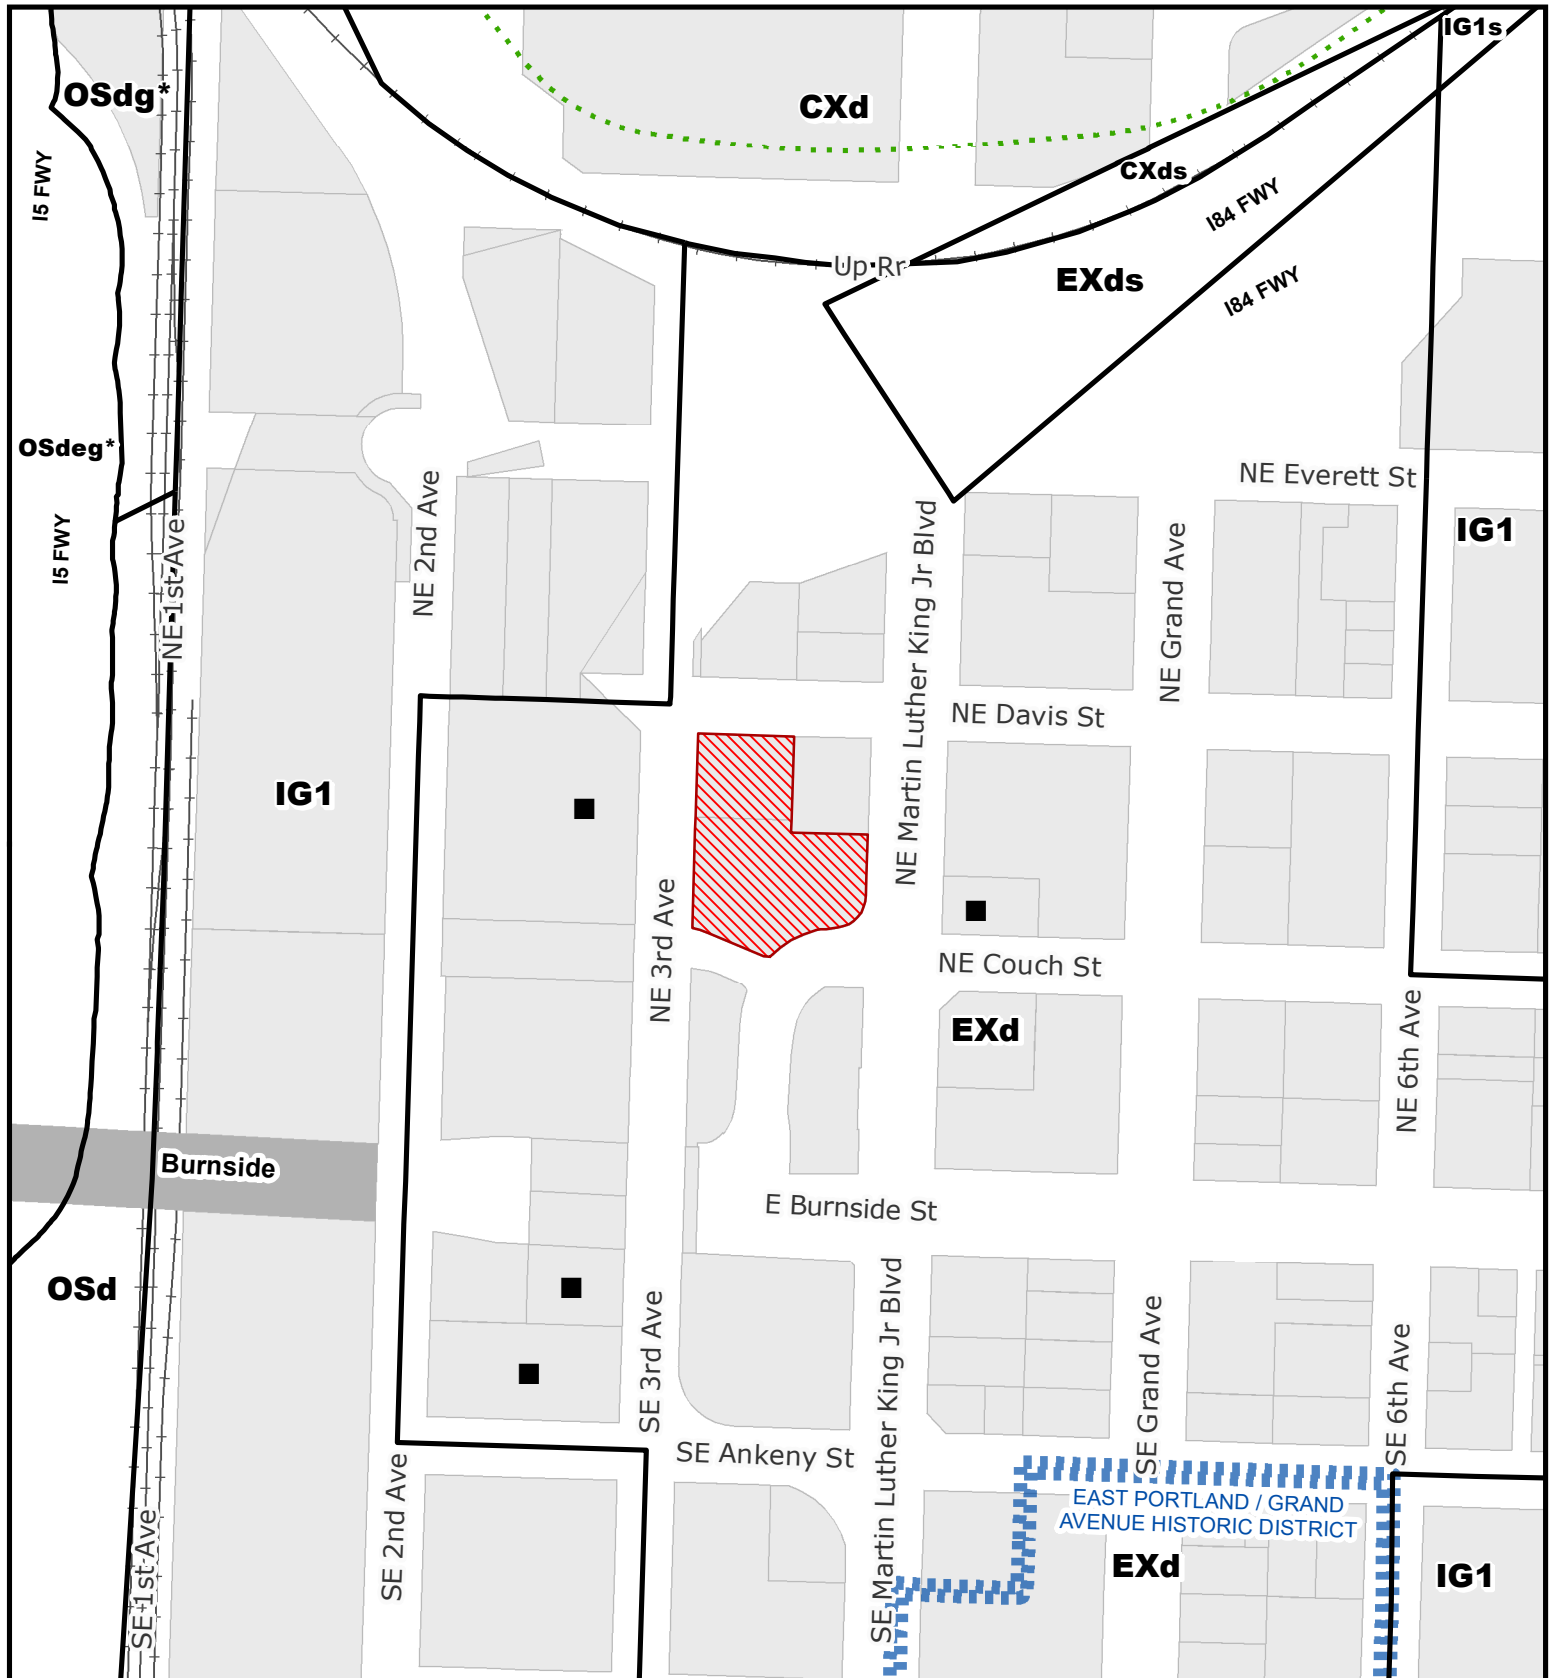 IG1s
OSdg*
CXd
I5 FWY
CXds
I84 FWY
Up Rr
EXds
I84 FWY
OSdeg*
NE Everett St
IG1
I5 FWY
NE 1st Ave
NE 2nd Ave
NE Martin Luther King Jr Blvd
NE Grand Ave
NE Davis St
IG1
NE 3rd Ave
NE Couch St
EXd
NE 6th Ave
Burnside
E Burnside St
OSd
SE 3rd Ave
SE Martin Luther King Jr Blvd
SE Grand Ave
SE 6th Ave
SE Ankeny St
SE 2nd Ave
SE 1st Ave
EAST PORTLAND / GRAND
AVENUE HISTORIC DISTRICT
EXd
IG1